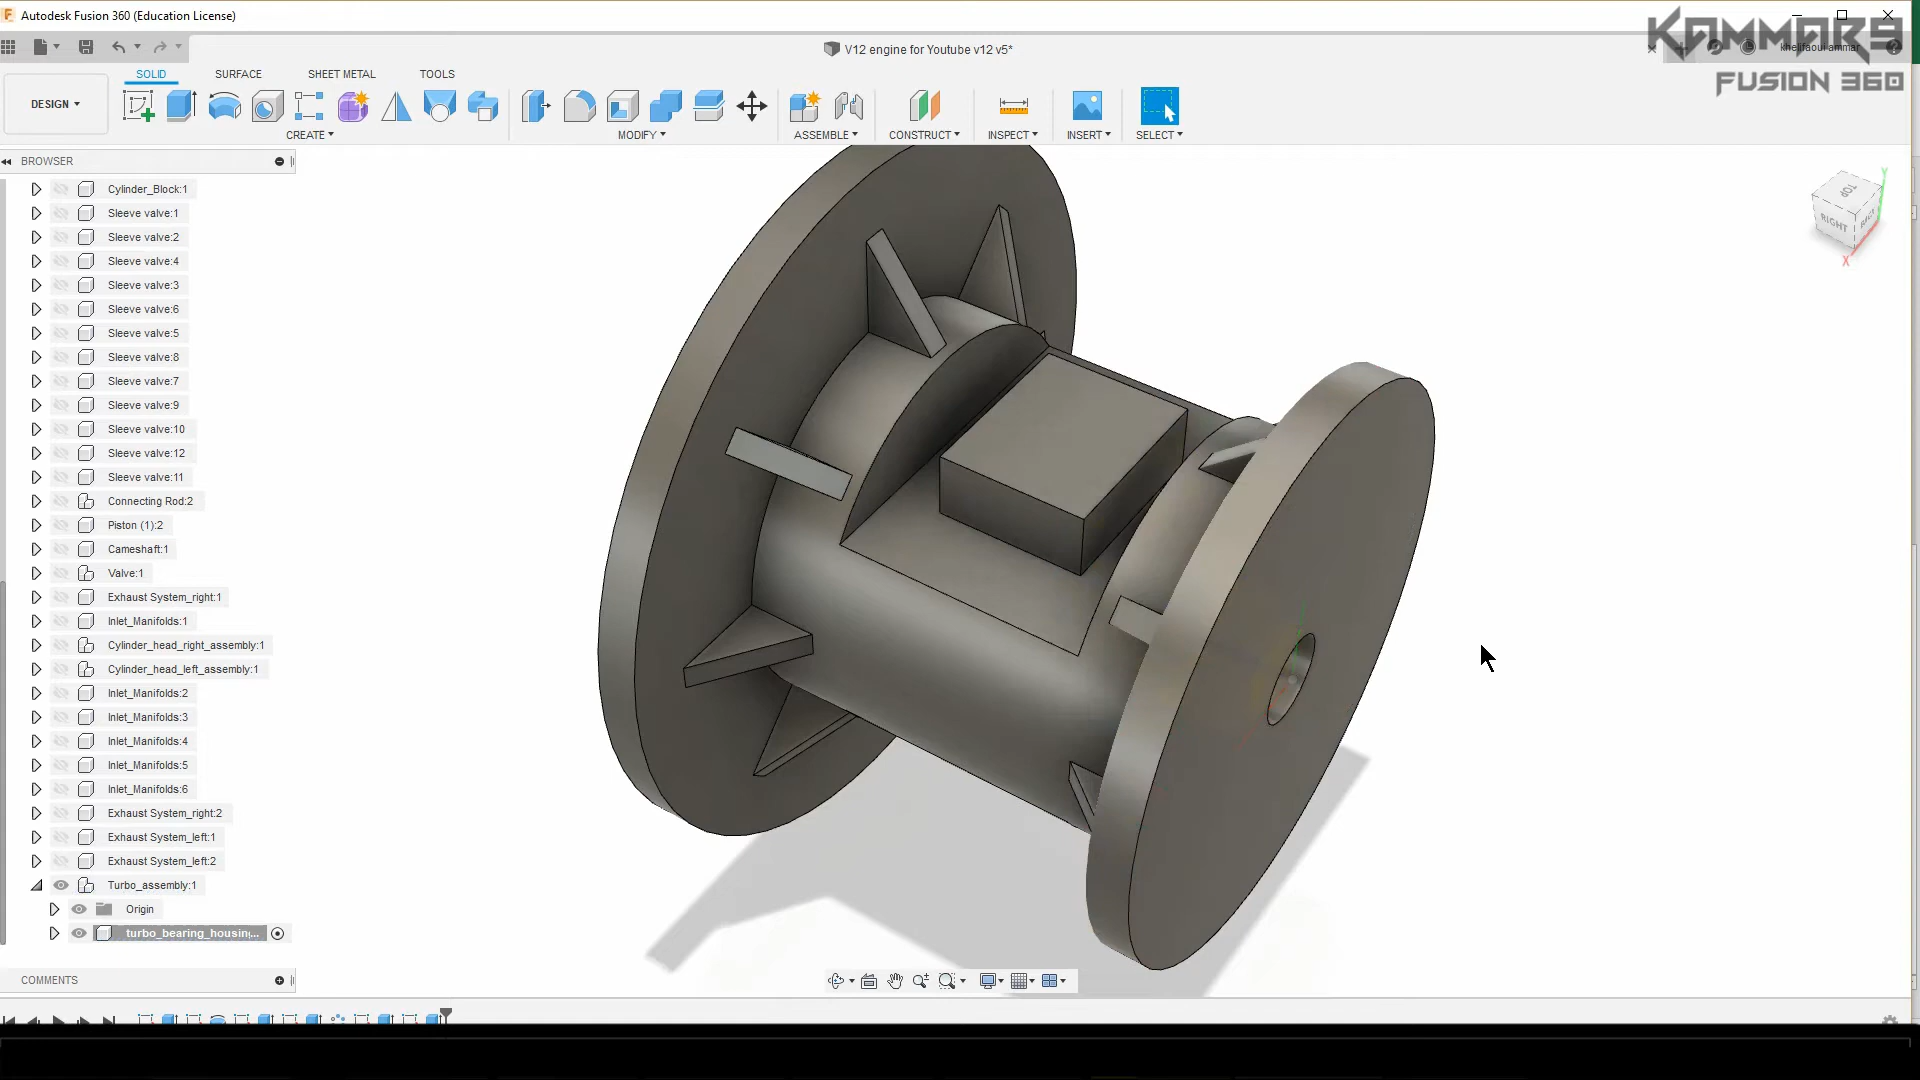 Autodesk Fusion 360 (Education License)
KAMMARS
FUSION 360
V12 engine for Youtube v12 v5*
khelifaoui ammar
DESIGN
SOLID
SURFACE
SHEET METAL
TOOLS
CREATE
MODIFY
ASSEMBLE
CONSTRUCT
INSPECT
INSERT
SELECT
BROWSER
Cylinder_Block:1
Sleeve valve:1
Sleeve valve:2
Sleeve valve:4
Sleeve valve:3
Sleeve valve:6
Sleeve valve:5
Sleeve valve:8
Sleeve valve:7
Sleeve valve:9
Sleeve valve:10
Sleeve valve:12
Sleeve valve:11
Connecting Rod:2
Piston (1):2
Cameshaft:1
Valve:1
Exhaust System_right:1
Inlet_Manifolds:1
Cylinder_head_right_assembly:1
Cylinder_head_left_assembly:1
Inlet_Manifolds:2
Inlet_Manifolds:3
Inlet_Manifolds:4
Inlet_Manifolds:5
Inlet_Manifolds:6
Exhaust System_right:2
Exhaust System_left:1
Exhaust System_left:2
Turbo_assembly:1
Origin
turbo_bearing_housin...
COMMENTS
TOP
RIGHT
BACK
Y
X